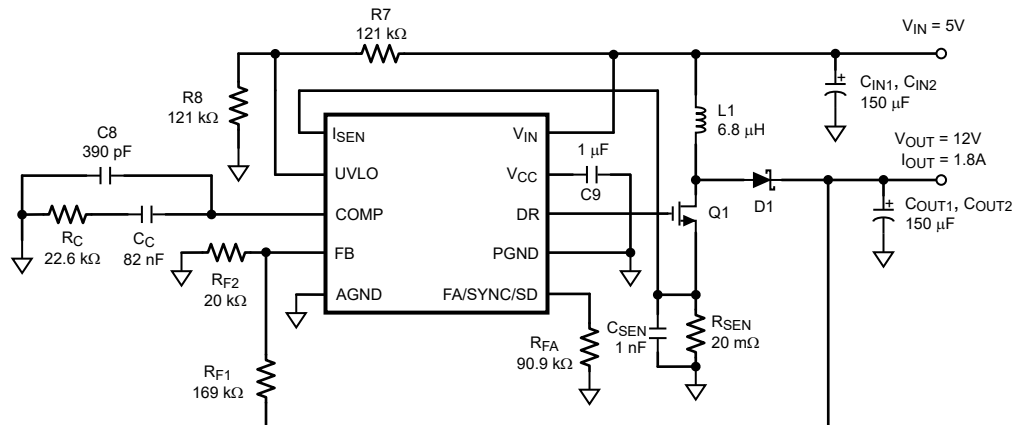 R7
121 kΩ
V_IN = 5V
R8
121 kΩ
C_IN1, C_IN2
150 μF
L1
6.8 μH
C8
390 pF
I_SEN
V_IN
1 μF
V_OUT = 12V
I_OUT = 1.8A
UVLO
V_CC
C9
D1
COMP
DR
Q1
C_OUT1, C_OUT2
150 μF
R_C
22.6 kΩ
C_C
82 nF
FB
PGND
R_F2
20 kΩ
AGND
FA/SYNC/SD
C_SEN
1 nF
R_SEN
20 mΩ
R_FA
90.9 kΩ
R_F1
169 kΩ